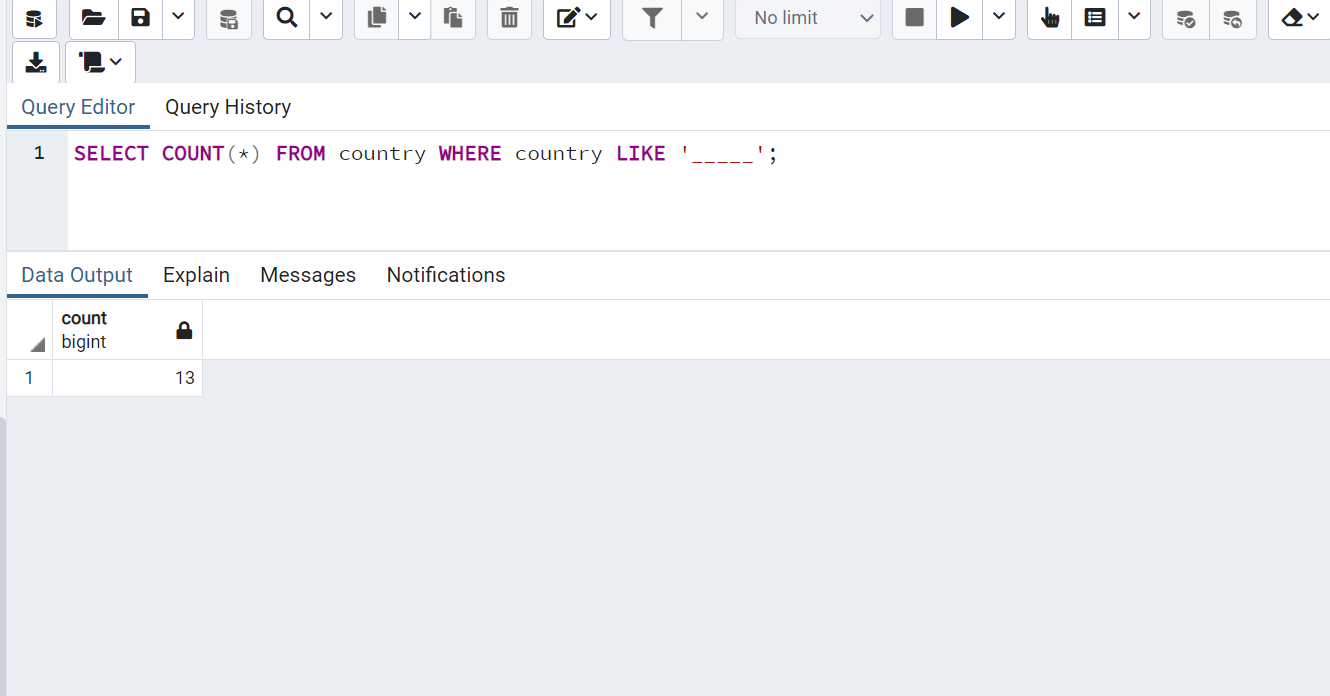 No limit
Query Editor Query History
1 SELECT COUNT(*) FROM country WHERE country LIKE '_____';
Data Output Explain Messages Notifications
count
bigint
1 13